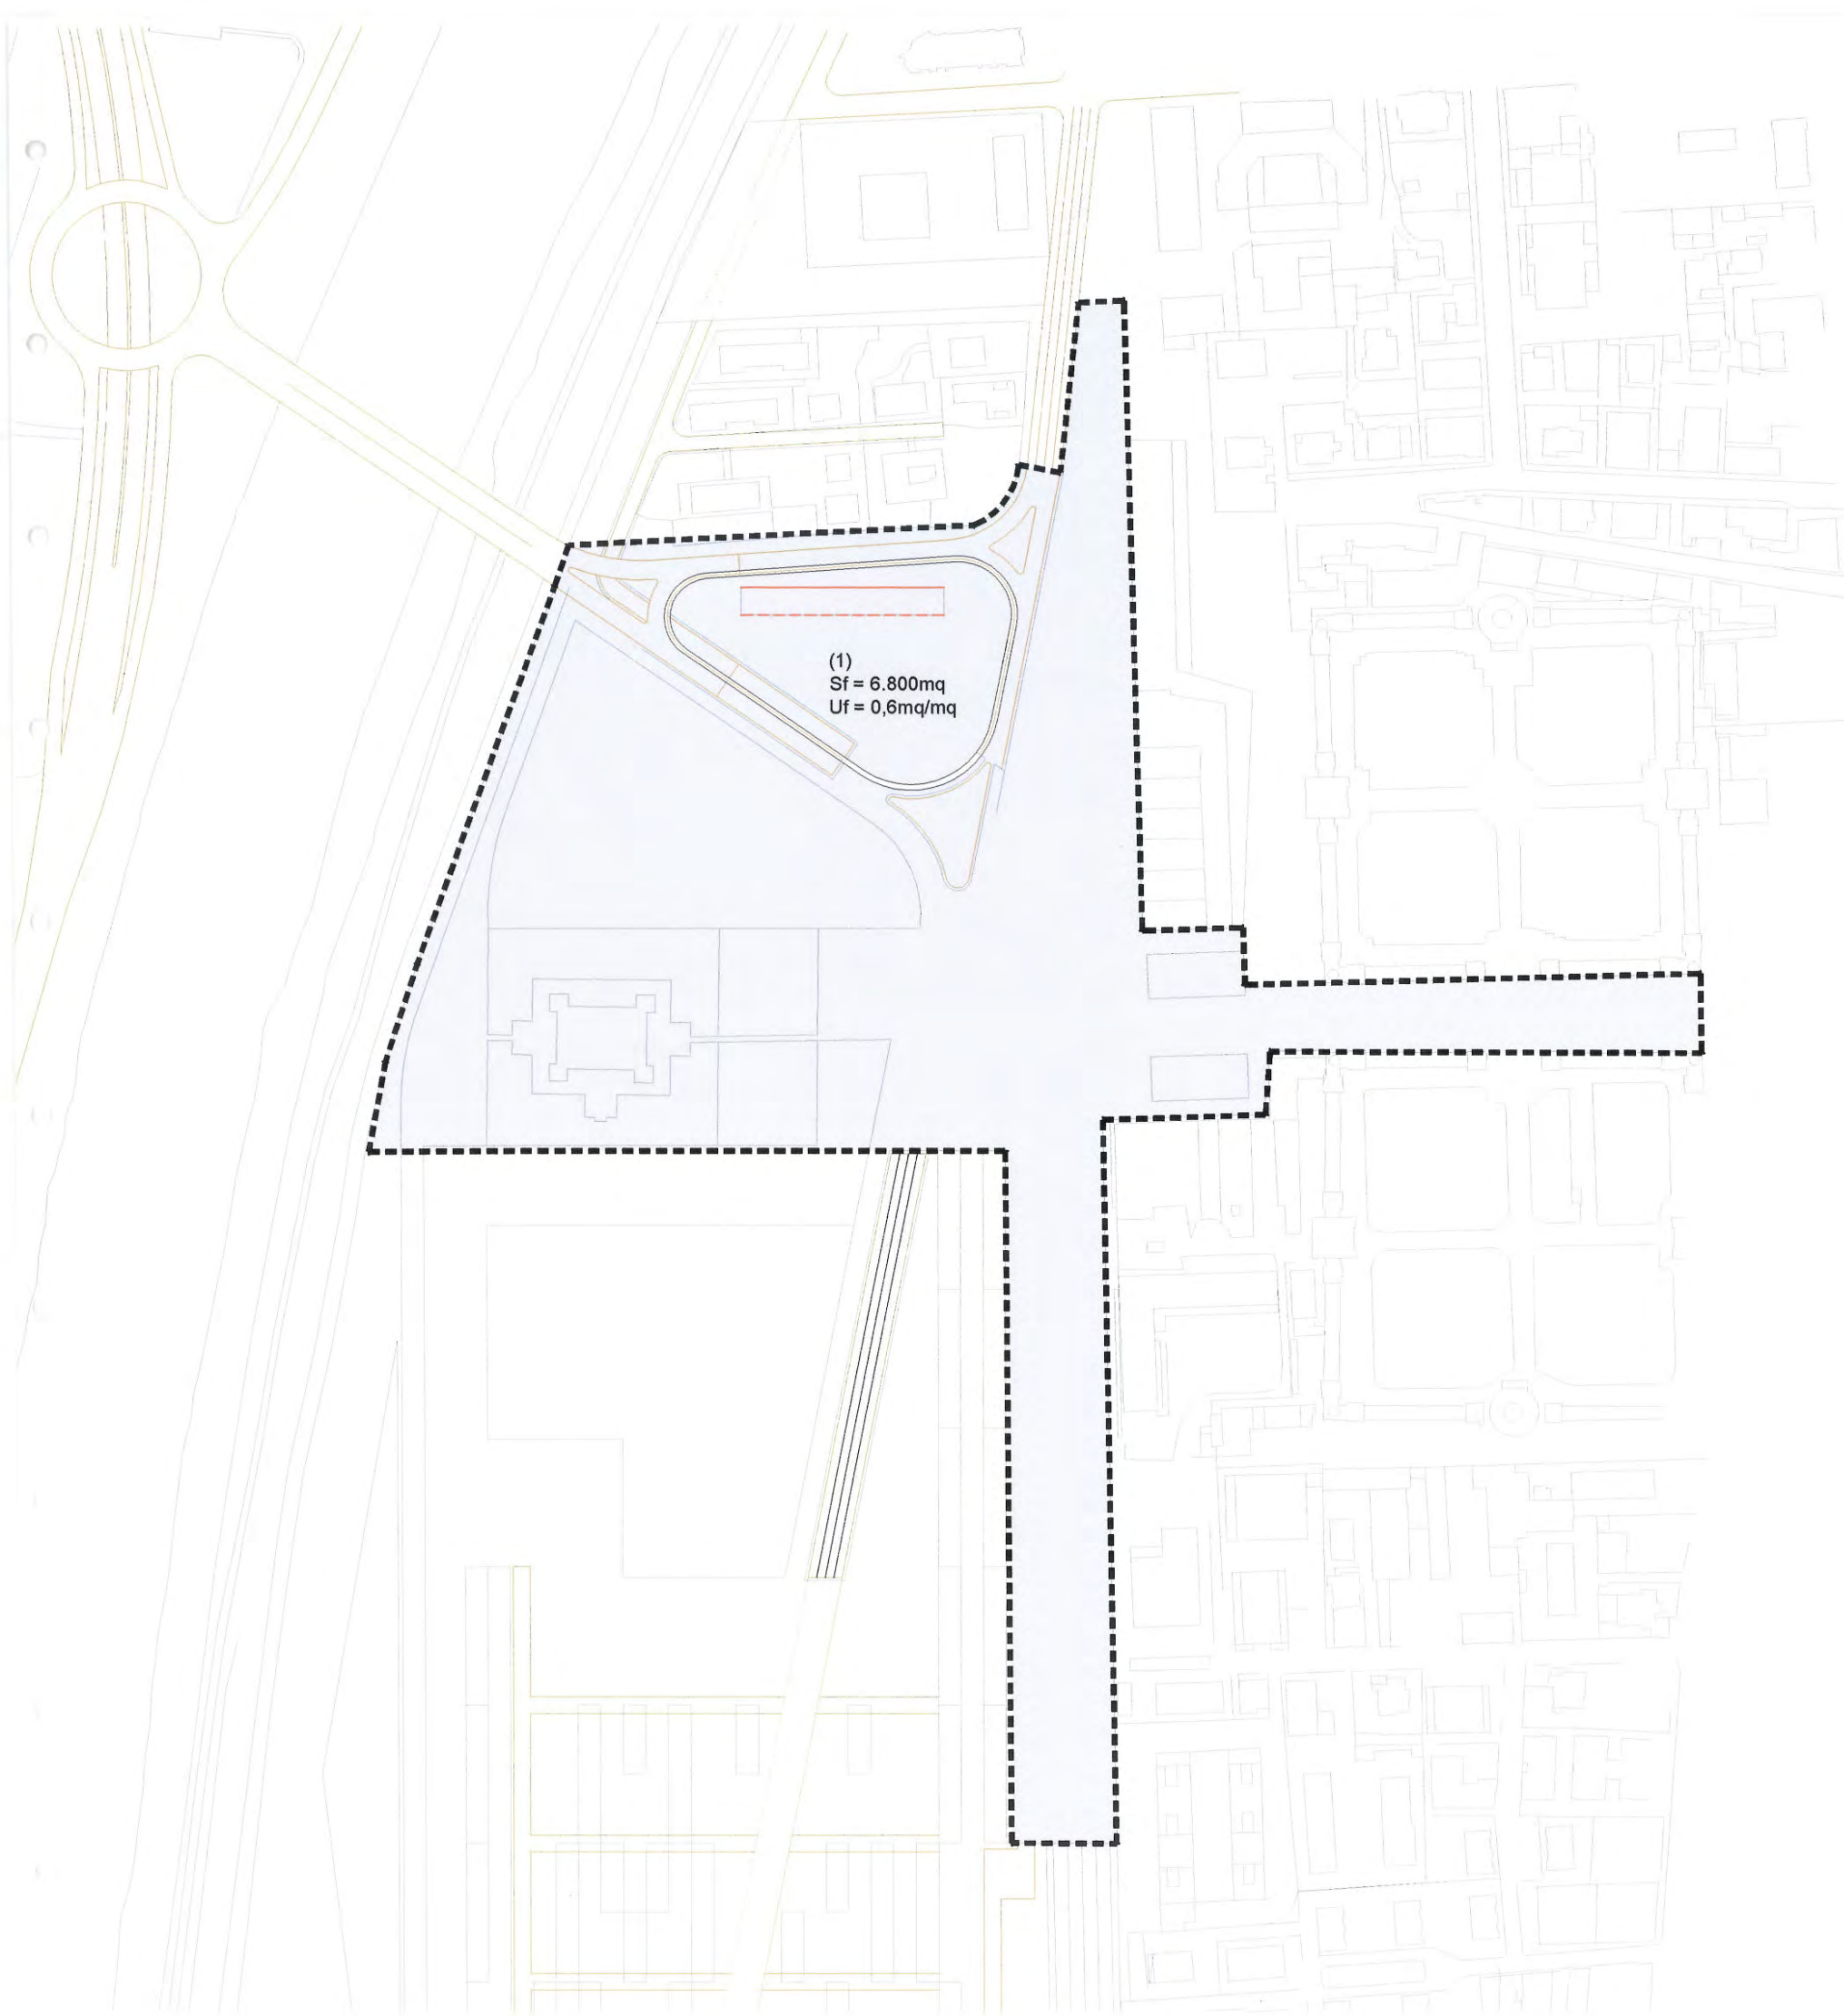 (1)
Sf = 6.800mq
Uf = 0,6mq/mq